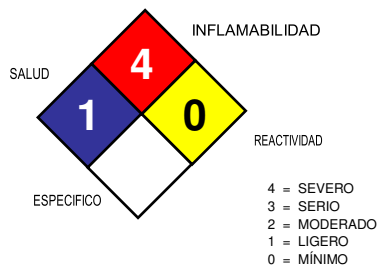 INFLAMABILIDAD
SALUD
4
1
0
REACTIVIDAD
ESPECIFICO
4 = SEVERO
3 = SERIO
2 = MODERADO
1 = LIGERO
0 = MÍNIMO